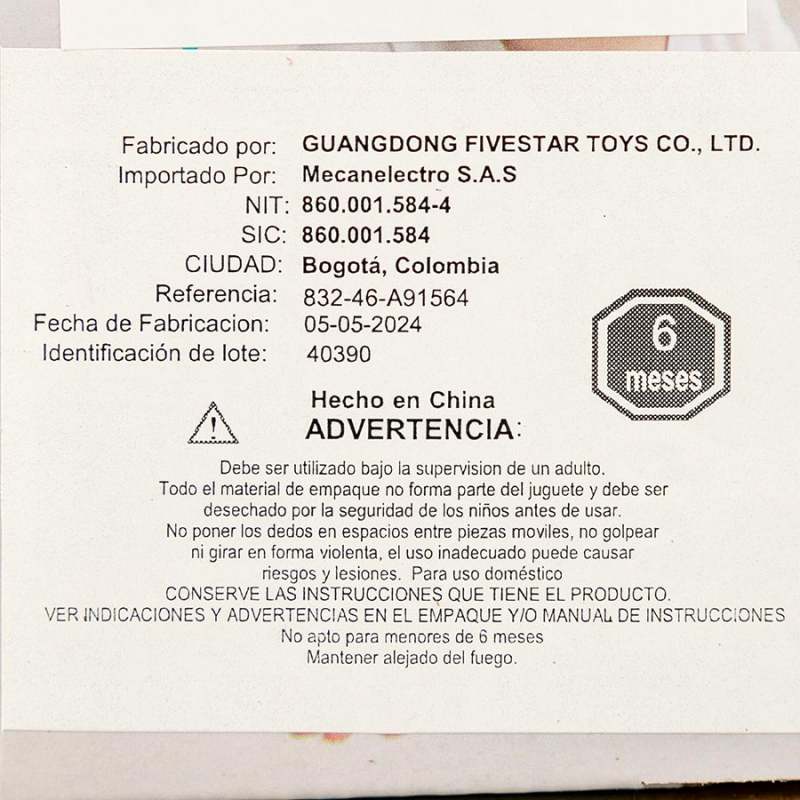 Fabricado por: GUANGDONG FIVESTAR TOYS CO., LTD.
Importado Por: Mecanelectro S.A.S
NIT: 860.001.584-4
SIC: 860.001.584
CIUDAD: Bogotá, Colombia
Referencia: 832-46-A91564
Fecha de Fabricacion: 05-05-2024
Identificación de lote: 40390
6
meses
Hecho en China
! ADVERTENCIA:
Debe ser utilizado bajo la supervision de un adulto.
Todo el material de empaque no forma parte del juguete y debe ser
desechado por la seguridad de los niños antes de usar.
No poner los dedos en espacios entre piezas moviles, no golpear
ni girar en forma violenta, el uso inadecuado puede causar
riesgos y lesiones. Para uso doméstico
CONSERVE LAS INSTRUCCIONES QUE TIENE EL PRODUCTO.
VER INDICACIONES Y ADVERTENCIAS EN EL EMPAQUE Y/O MANUAL DE INSTRUCCIONES
No apto para menores de 6 meses
Mantener alejado del fuego.